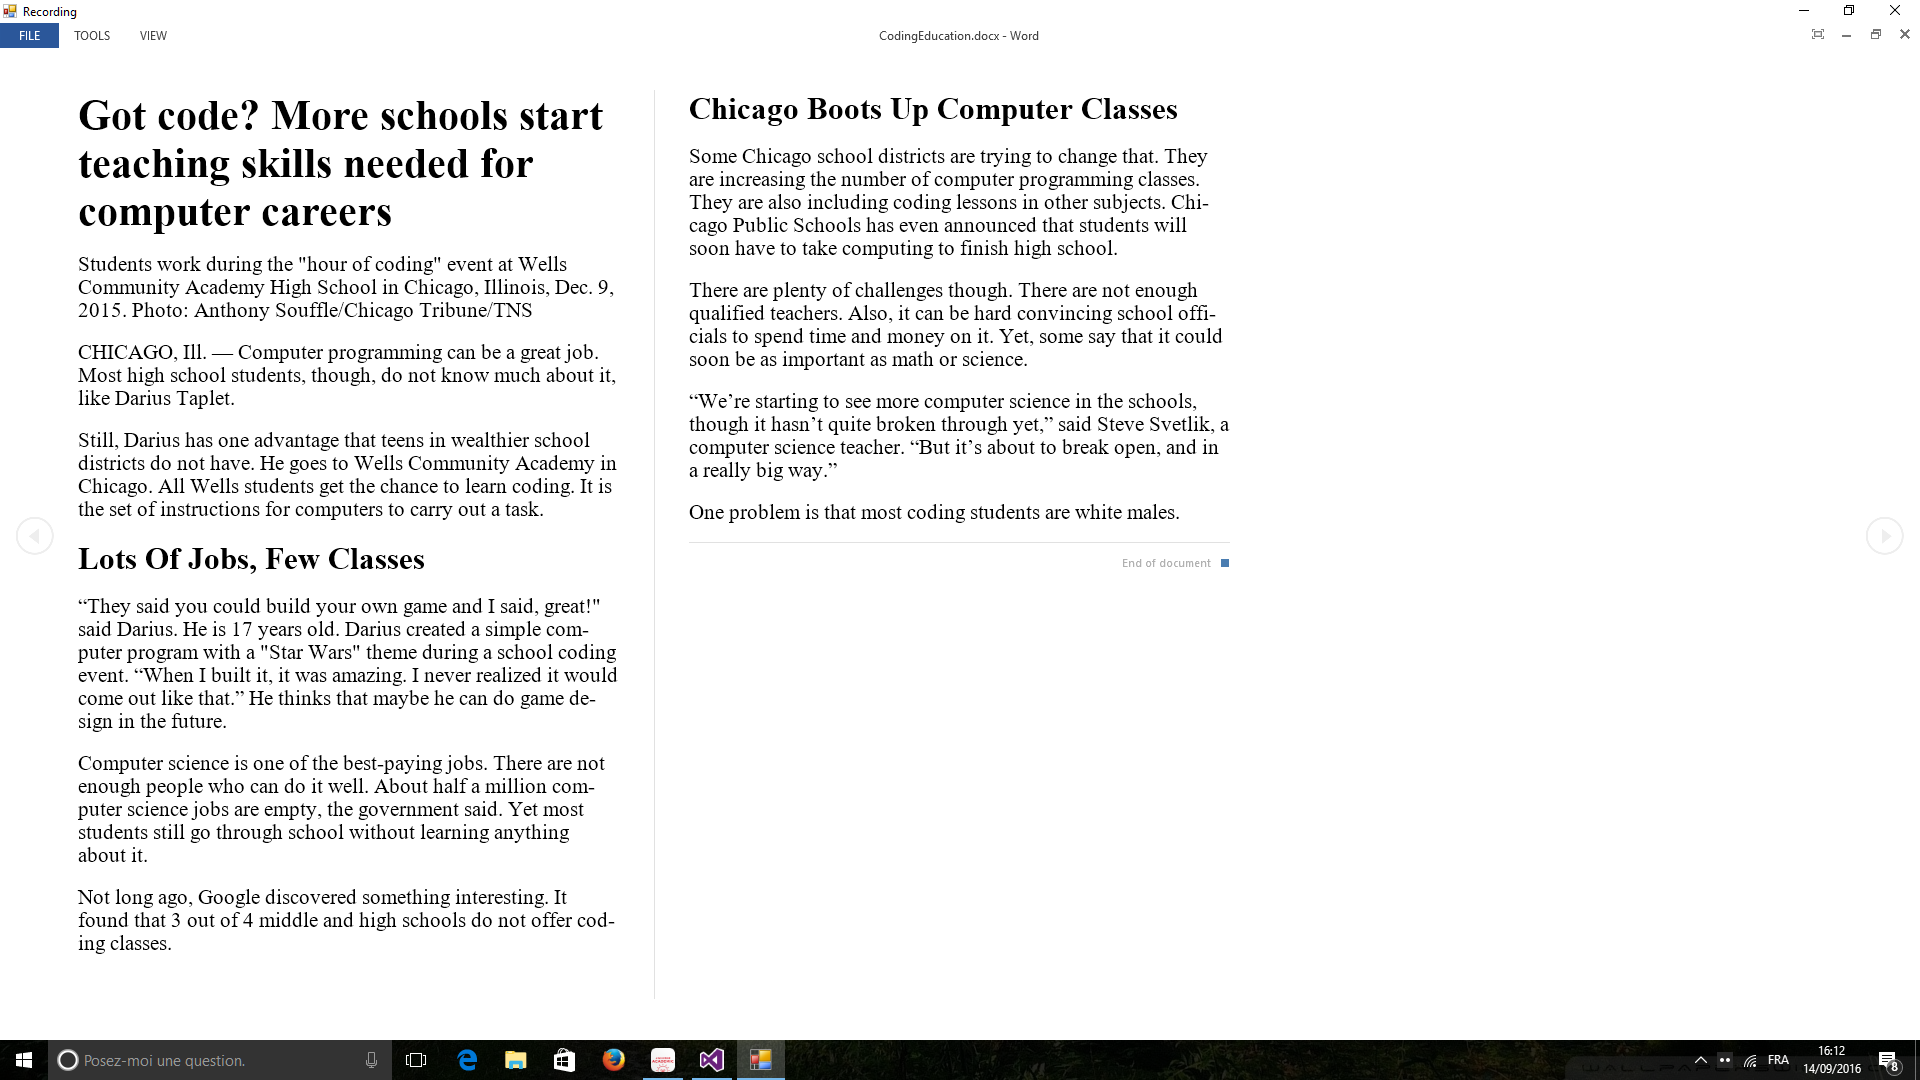 Recording
FILE TOOLS VIEW
CodingEducation.docx - Word
Got code? More schools start
teaching skills needed for
computer careers
Students work during the "hour of coding" event at Wells
Community Academy High School in Chicago, Illinois, Dec. 9,
2015. Photo: Anthony Souffle/Chicago Tribune/TNS
CHICAGO, Ill. — Computer programming can be a great job.
Most high school students, though, do not know much about it,
like Darius Taplet.
Still, Darius has one advantage that teens in wealthier school
districts do not have. He goes to Wells Community Academy in
Chicago. All Wells students get the chance to learn coding. It is
the set of instructions for computers to carry out a task.
Lots Of Jobs, Few Classes
“They said you could build your own game and I said, great!"
said Darius. He is 17 years old. Darius created a simple com-
puter program with a "Star Wars" theme during a school coding
event. “When I built it, it was amazing. I never realized it would
come out like that.” He thinks that maybe he can do game de-
sign in the future.
Computer science is one of the best-paying jobs. There are not
enough people who can do it well. About half a million com-
puter science jobs are empty, the government said. Yet most
students still go through school without learning anything
about it.
Not long ago, Google discovered something interesting. It
found that 3 out of 4 middle and high schools do not offer cod-
ing classes.
Chicago Boots Up Computer Classes
Some Chicago school districts are trying to change that. They
are increasing the number of computer programming classes.
They are also including coding lessons in other subjects. Chi-
cago Public Schools has even announced that students will
soon have to take computing to finish high school.
There are plenty of challenges though. There are not enough
qualified teachers. Also, it can be hard convincing school offi-
cials to spend time and money on it. Yet, some say that it could
soon be as important as math or science.
“We’re starting to see more computer science in the schools,
though it hasn’t quite broken through yet,” said Steve Svetlik, a
computer science teacher. “But it’s about to break open, and in
a really big way.”
One problem is that most coding students are white males.
End of document
Posez-moi une question.
FRA
16:12
14/09/2016
8